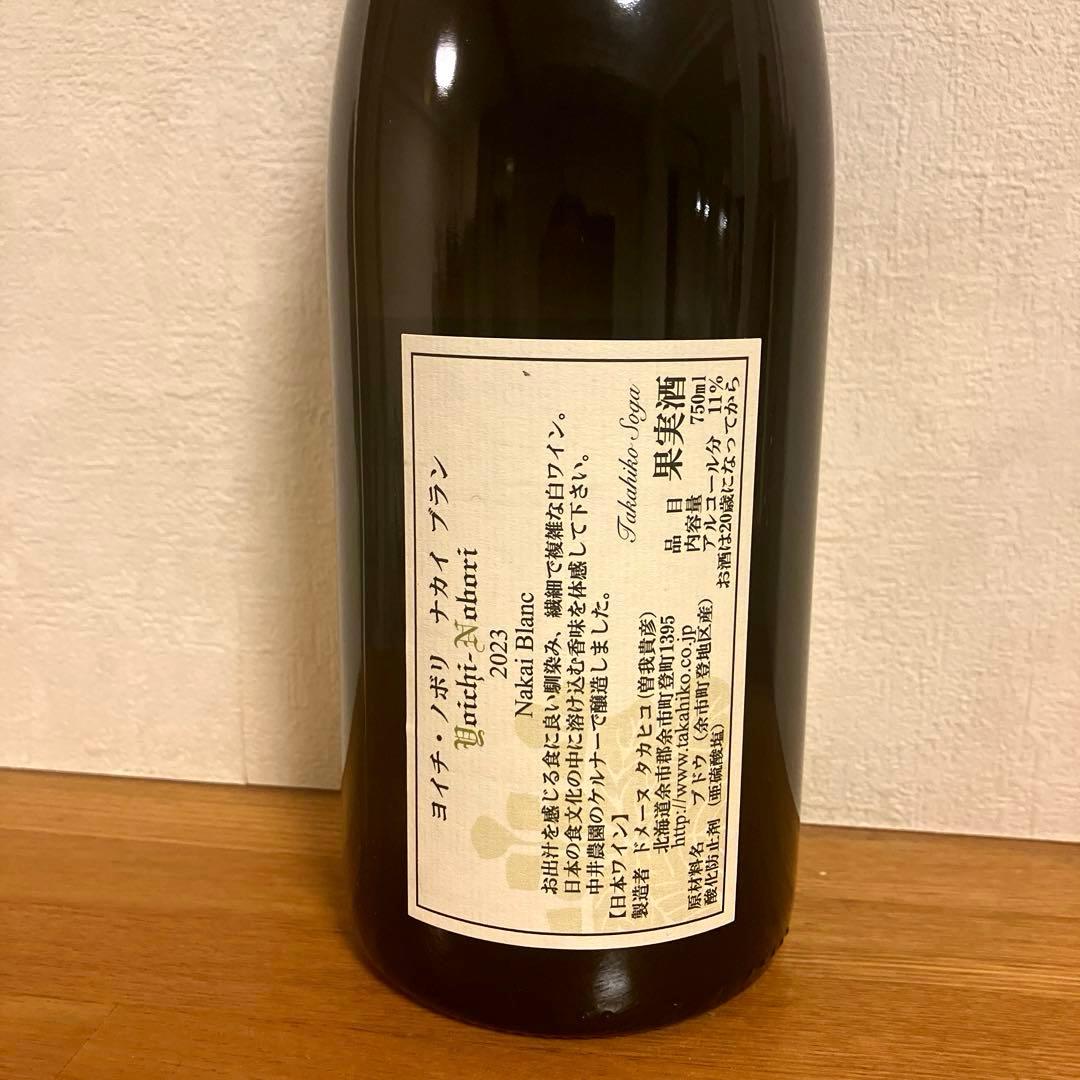 ヨイチ・ノボリ ナカイ ブラン
Yoichi-Nobori
2023
Nakai Blanc
お出汁を感じる食に良い馴染み、繊細で複雑な白ワイン。
日本の食文化の中に溶け込む香味を体感して下さい。
中井農園のケルナーで醸造しました。
Takahiko Soga
【日本ワイン】
製造者 ドメーヌ タカヒコ(曽我貴彦)
北海道余市郡余市町登町1395
http://www.takahiko.co.jp
原材料名 ブドウ(余市町登地区産)
酸化防止剤(亜硫酸塩)
品目 果実酒
内容量 750ml
アルコール分 11%
お酒は20歳になってから